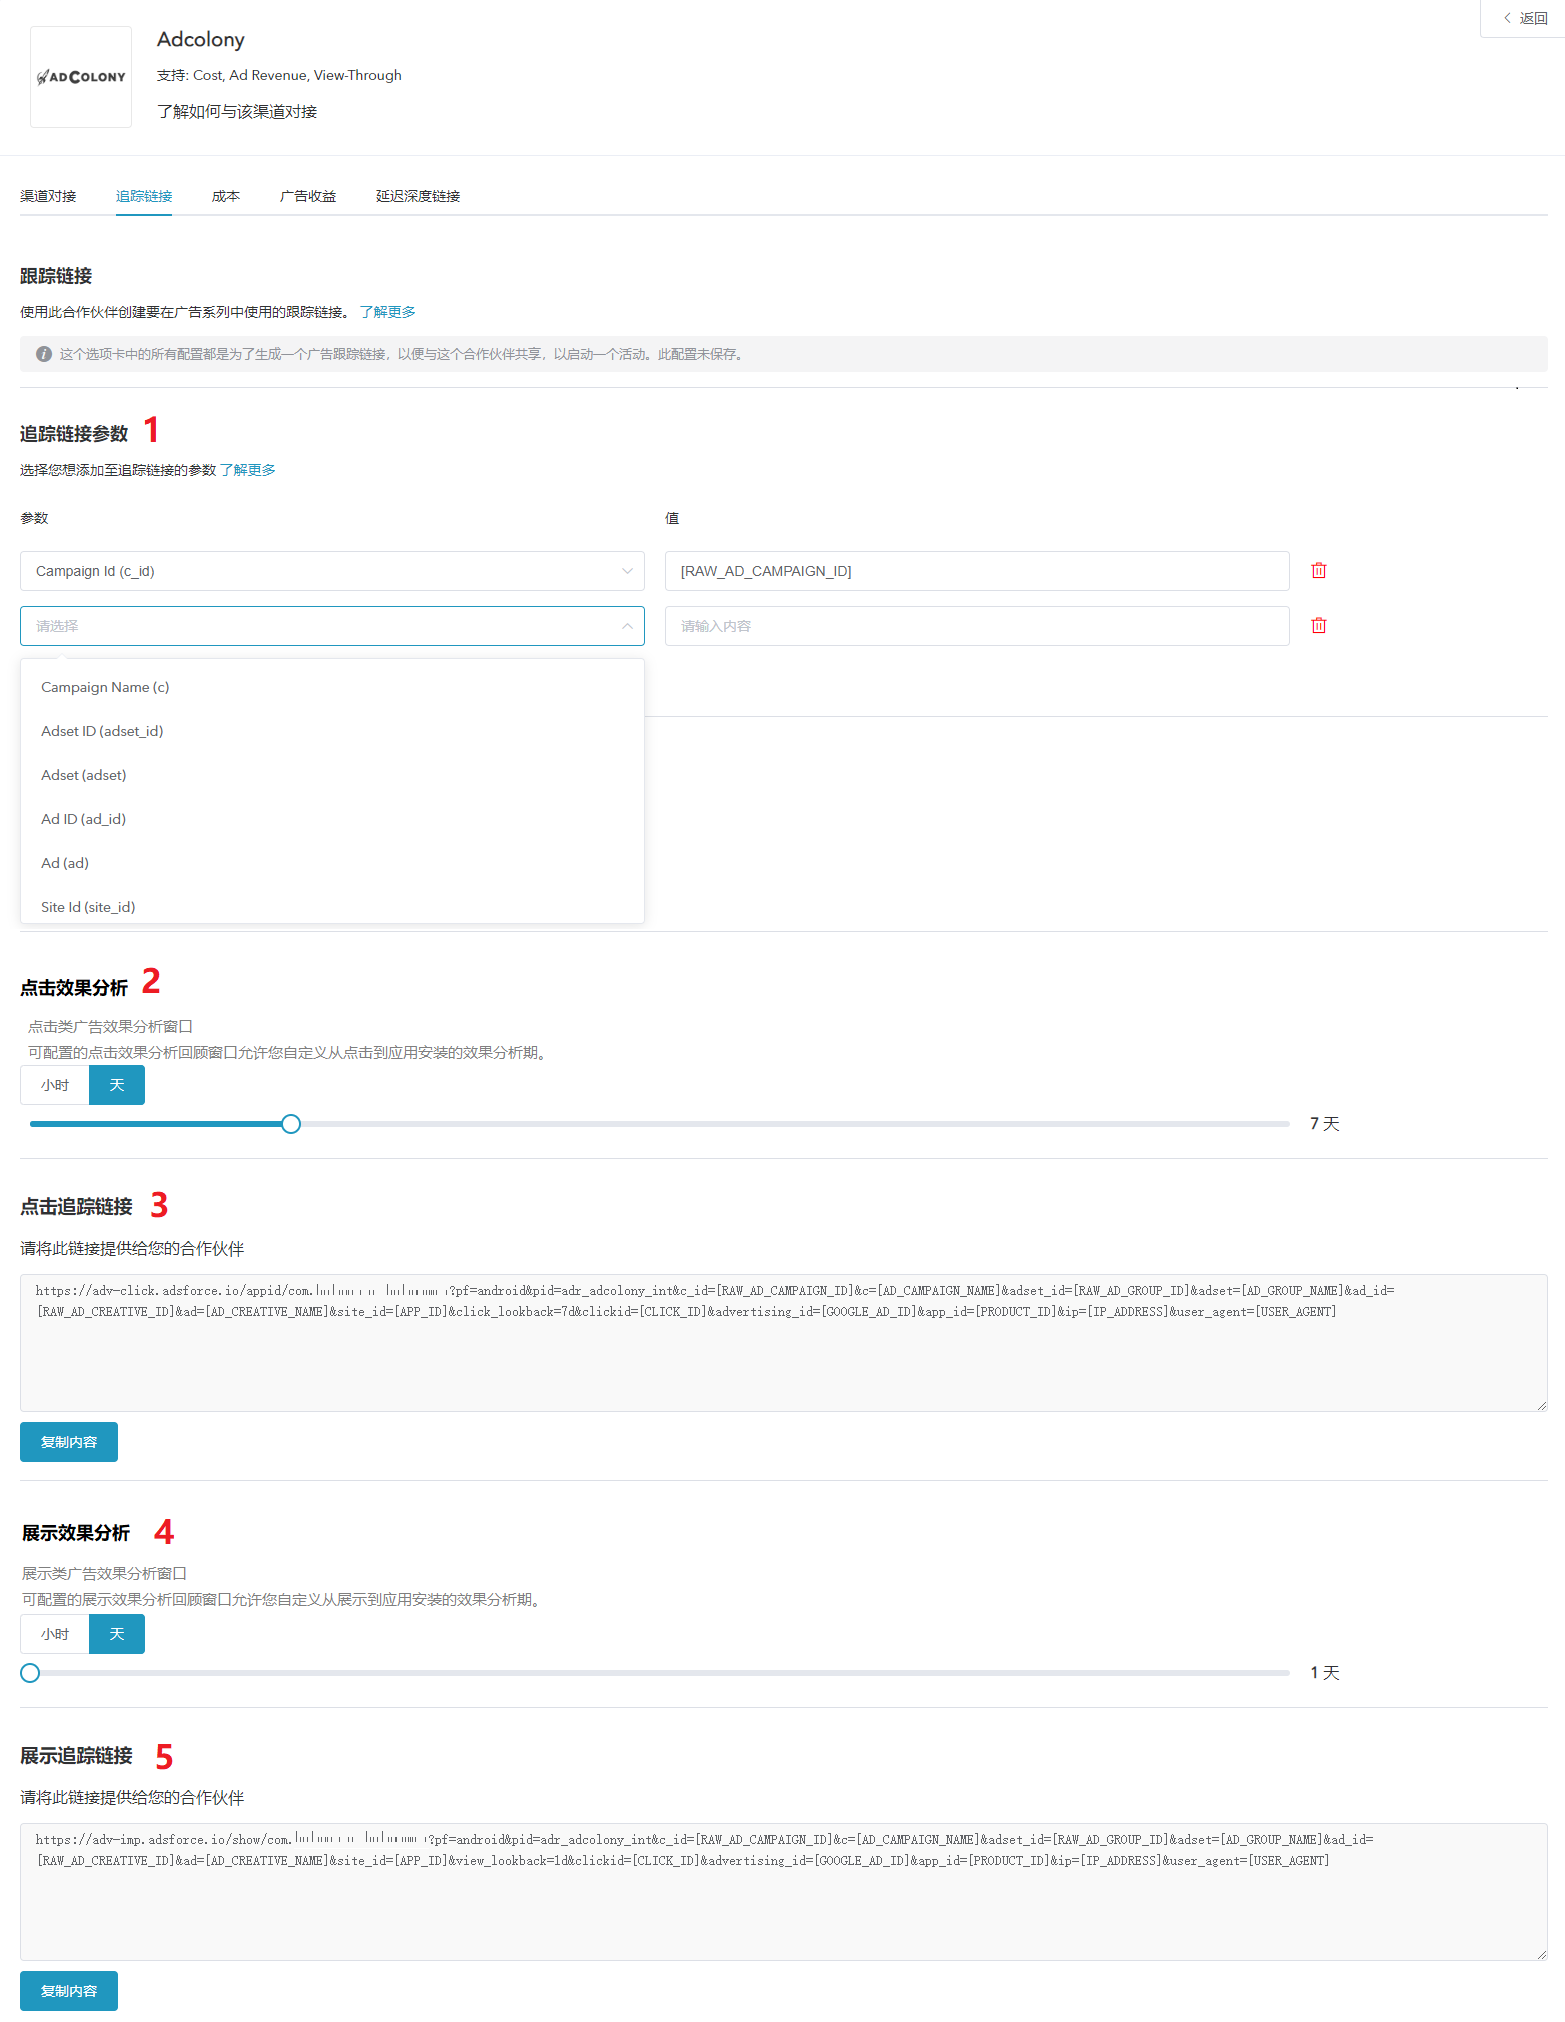 返回
Adcolony
ADCOLONY
支持: Cost, Ad Revenue, View-Through
了解如何与该渠道对接
渠道对接 追踪链接 成本 广告收益 延迟深度链接
跟踪链接
使用此合作伙伴创建要在广告系列中使用的跟踪链接。 了解更多
这个选项卡中的所有配置都是为了生成一个广告跟踪链接，以便与这个合作伙伴共享，以启动一个活动。此配置未保存。
追踪链接参数 1
选择您想添加至追踪链接的参数 了解更多
参数 值
Campaign Id (c_id) [RAW_AD_CAMPAIGN_ID]
请选择 请输入内容
Campaign Name (c)
Adset ID (adset_id)
Adset (adset)
Ad ID (ad_id)
Ad (ad)
Site Id (site_id)
点击效果分析 2
点击类广告效果分析窗口
可配置的点击效果分析回顾窗口允许您自定义从点击到应用安装的效果分析期。
小时 天
7 天
点击追踪链接 3
请将此链接提供给您的合作伙伴
https://adv-click.adsforce.io/appid/com. ?pf=android&pid=adr_adcolony_int&c_id=[RAW_AD_CAMPAIGN_ID]&c=[AD_CAMPAIGN_NAME]&adset_id=[RAW_AD_GROUP_ID]&adset=[AD_GROUP_NAME]&ad_id=
[RAW_AD_CREATIVE_ID]&ad=[AD_CREATIVE_NAME]&site_id=[APP_ID]&click_lookback=7d&clickid=[CLICK_ID]&advertising_id=[GOOGLE_AD_ID]&app_id=[PRODUCT_ID]&ip=[IP_ADDRESS]&user_agent=[USER_AGENT]
复制内容
展示效果分析 4
展示类广告效果分析窗口
可配置的展示效果分析回顾窗口允许您自定义从展示到应用安装的效果分析期。
小时 天
1 天
展示追踪链接 5
请将此链接提供给您的合作伙伴
https://adv-imp.adsforce.io/show/com. ?pf=android&pid=adr_adcolony_int&c_id=[RAW_AD_CAMPAIGN_ID]&c=[AD_CAMPAIGN_NAME]&adset_id=[RAW_AD_GROUP_ID]&adset=[AD_GROUP_NAME]&ad_id=
[RAW_AD_CREATIVE_ID]&ad=[AD_CREATIVE_NAME]&site_id=[APP_ID]&view_lookback=1d&clickid=[CLICK_ID]&advertising_id=[GOOGLE_AD_ID]&app_id=[PRODUCT_ID]&ip=[IP_ADDRESS]&user_agent=[USER_AGENT]
复制内容